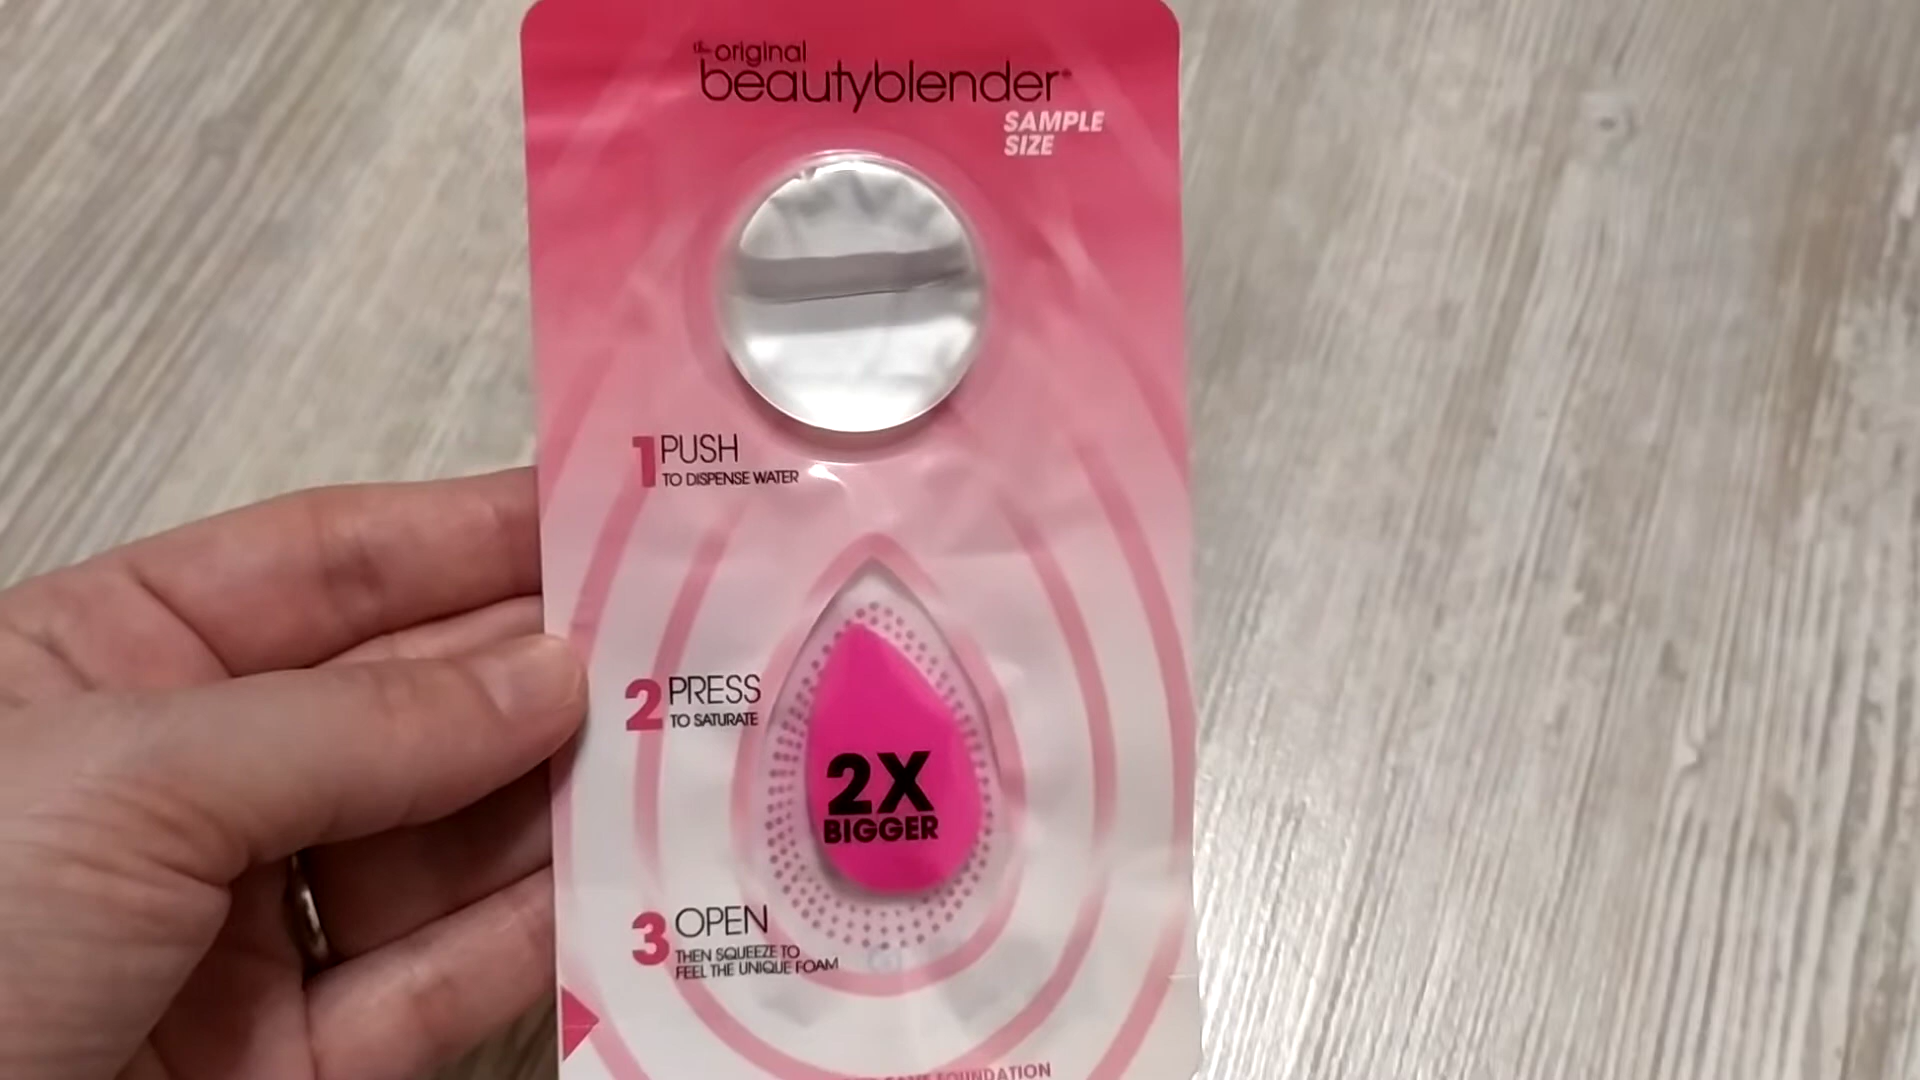 the original
beautyblender
SAMPLE
SIZE
1 PUSH
TO DISPENSE WATER
2 PRESS
TO SATURATE
2X
BIGGER
3 OPEN
THEN SQUEEZE TO
FEEL THE UNIQUE FOAM
FOUNDATION